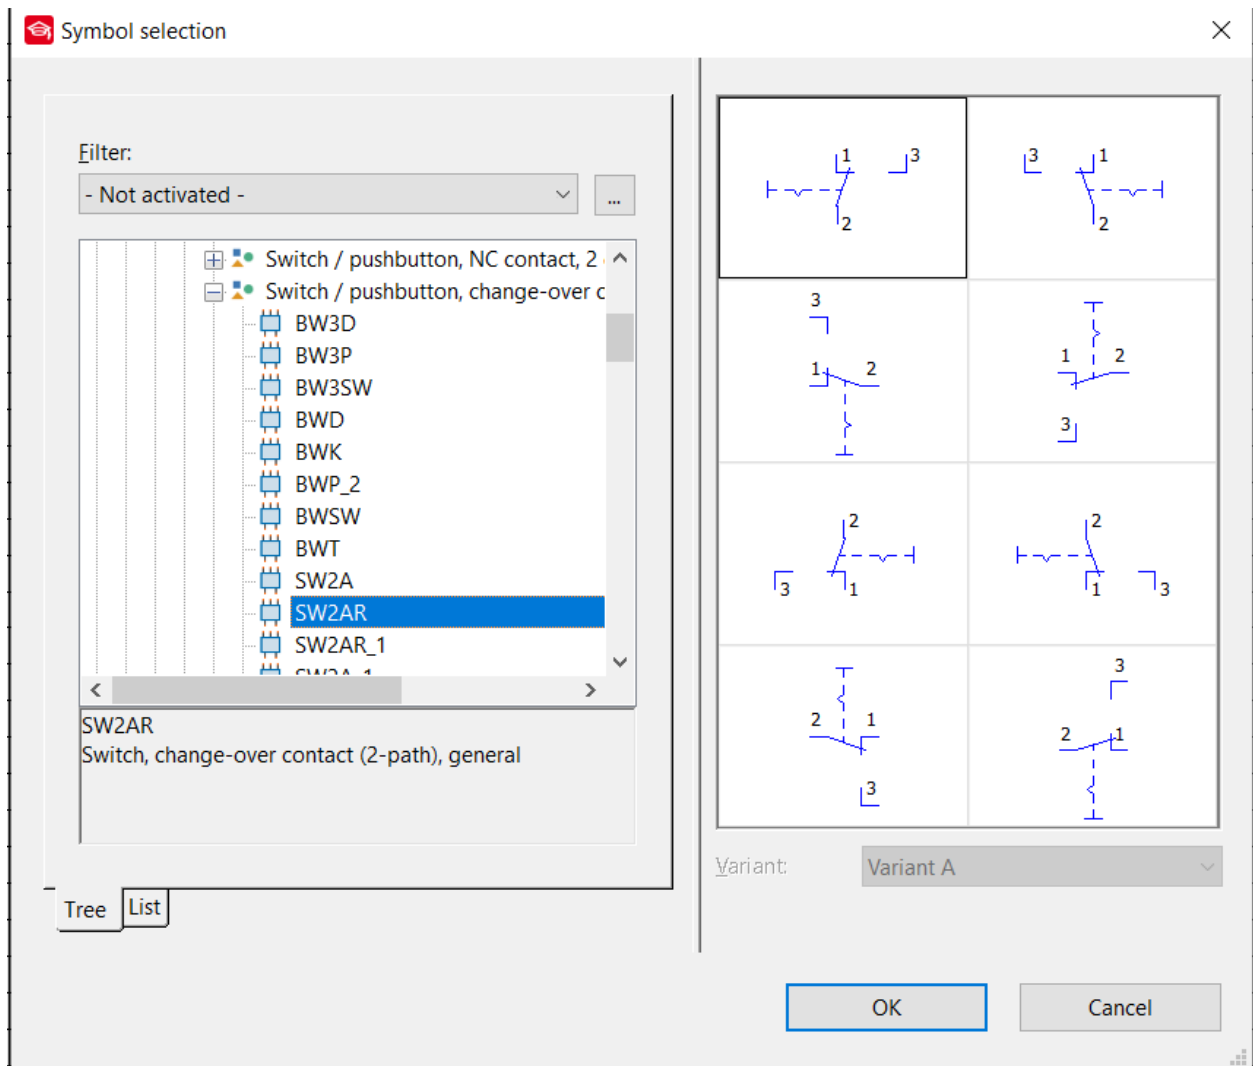 Symbol selection
Filter:
- Not activated -
...
Switch / pushbutton, NC contact, 2
Switch / pushbutton, change-over c
BW3D
BW3P
BW3SW
BWD
BWK
BWP_2
BWSW
BWT
SW2A
SW2AR
SW2AR_1
SW2A_1
SW2AR
Switch, change-over contact (2-path), general
Tree
List
1 3
2
3 1
2
3
1 2
1 2
3
2
3 1
2
1 3
2 1
3
3
2 1
Variant:
Variant A
OK
Cancel